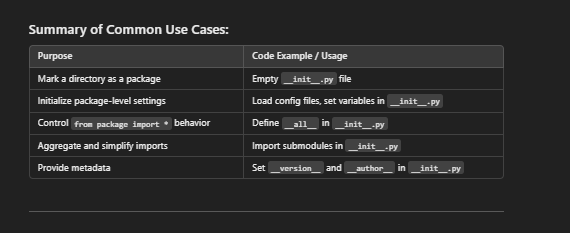 Summary of Common Use Cases:
Purpose Code Example / Usage
Mark a directory as a package Empty __init__.py file
Initialize package-level settings Load config files, set variables in __init__.py
Control from package import * behavior Define __all__ in __init__.py
Aggregate and simplify imports Import submodules in __init__.py
Provide metadata Set __version__ and __author__ in __init__.py